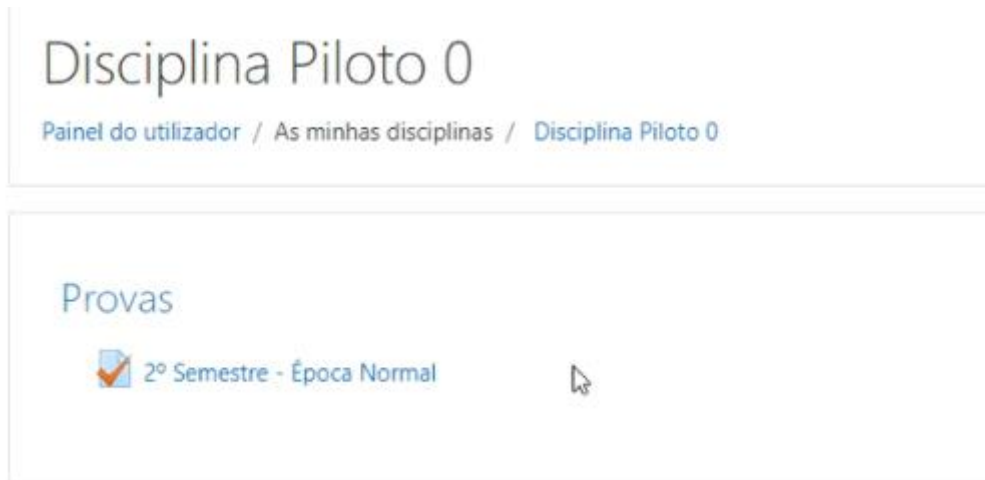 Disciplina Piloto 0
Painel do utilizador / As minhas disciplinas / Disciplina Piloto 0
Provas
2º Semestre - Época Normal